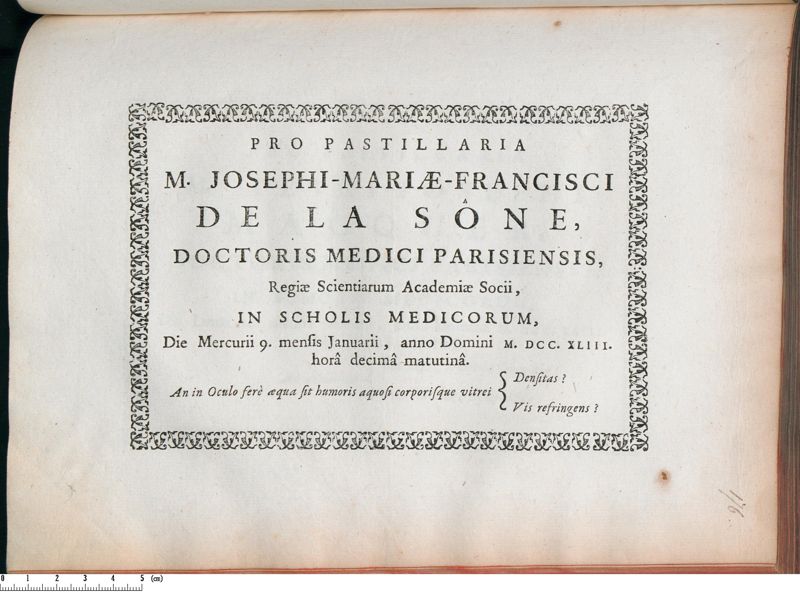 PRO PASTILLARIA
M. JOSEPHI-MARIÆ-FRANCISCI
DE LA SÔNE,
DOCTORIS MEDICI PARISIENSIS,
Regiæ Scientiarum Academiæ Socii,
IN SCHOLIS MEDICORUM,
Die Mercurii 9. menſis Januarii, anno Domini M. DCC. XLIII.
horâ decimâ matutinâ.
An in Oculo ferè æqua ſit humoris aquoſi corporiſque vitrei { Denſitas ?
Vis refringens ?
0 1 2 3 4 5 (cm)